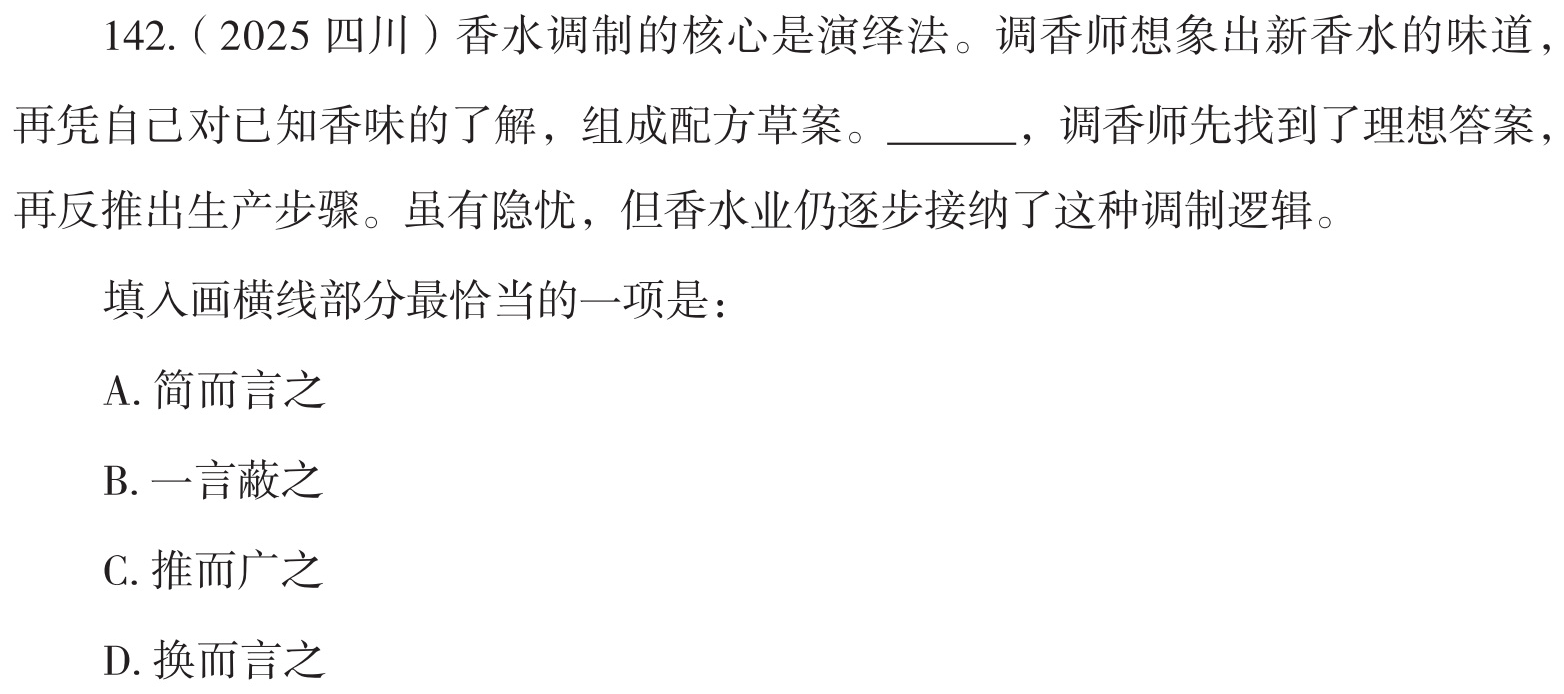 142.（2025 四川）香水调制的核心是演绎法。调香师想象出新香水的味道，
再凭自己对已知香味的了解，组成配方草案。______，调香师先找到了理想答案，
再反推出生产步骤。虽有隐忧，但香水业仍逐步接纳了这种调制逻辑。
填入画横线部分最恰当的一项是：
A. 简而言之
B. 一言蔽之
C. 推而广之
D. 换而言之